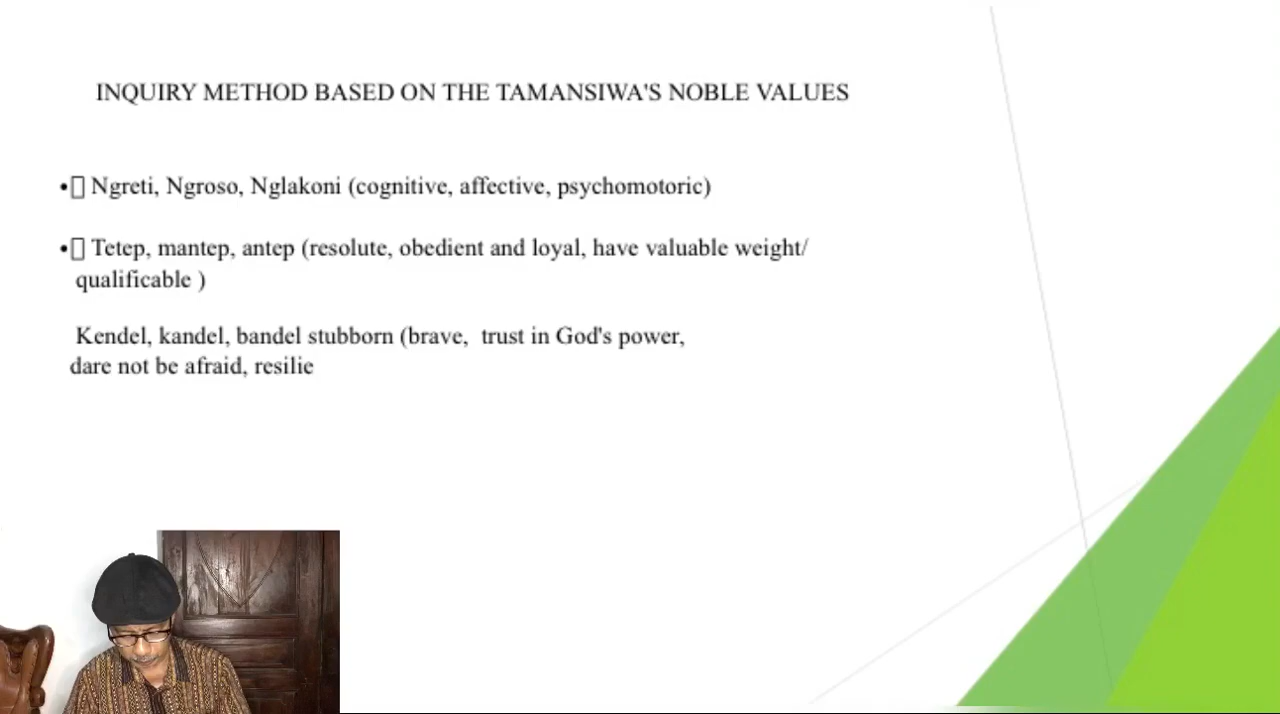 INQUIRY METHOD BASED ON THE TAMANSIWA'S NOBLE VALUES
• Ngreti, Ngroso, Nglakoni (cognitive, affective, psychomotoric)
• Tetep, mantep, antep (resolute, obedient and loyal, have valuable weight/
qualificable )
Kendel, kandel, bandel stubborn (brave, trust in God's power,
dare not be afraid, resilie